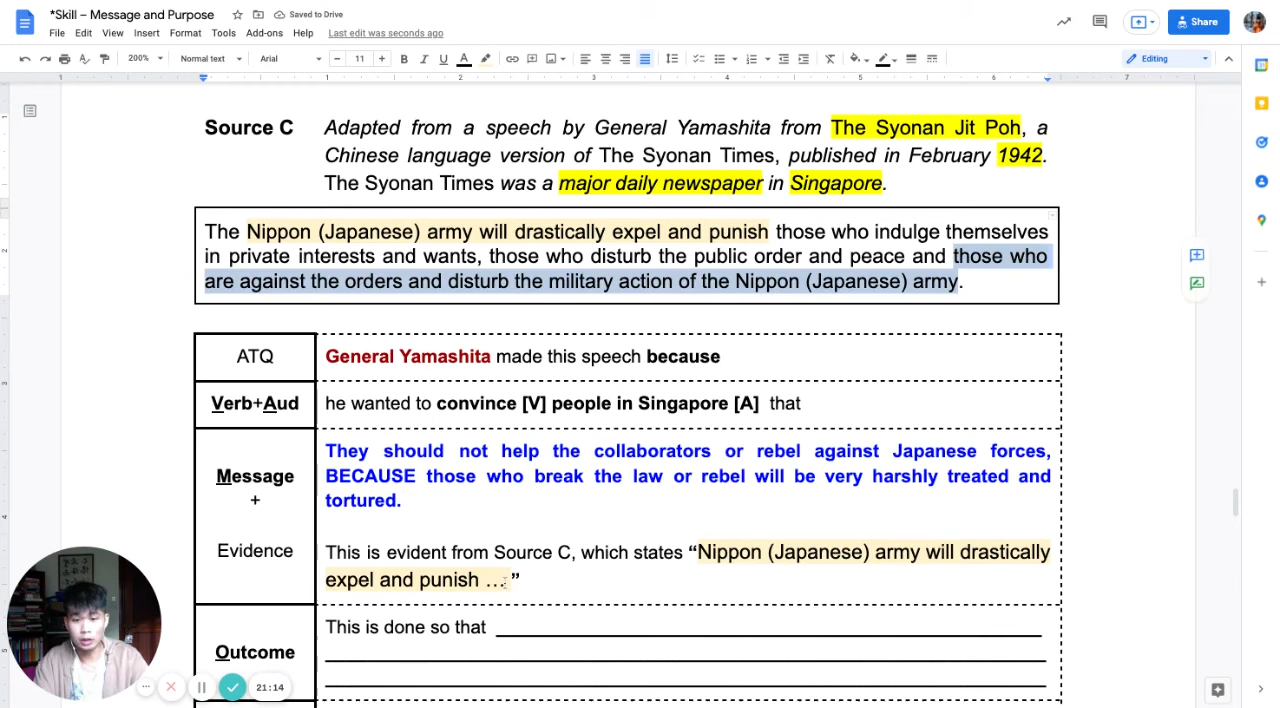 *Skill – Message and Purpose
Saved to Drive
File Edit View Insert Format Tools Add-ons Help Last edit was seconds ago
Share
200% Normal text Arial − 11 + B I U A Editing
1 1 2 3 4 5 6 7
Source C Adapted from a speech by General Yamashita from The Syonan Jit Poh, a
Chinese language version of The Syonan Times, published in February 1942.
The Syonan Times was a major daily newspaper in Singapore.
The Nippon (Japanese) army will drastically expel and punish those who indulge themselves
in private interests and wants, those who disturb the public order and peace and those who
are against the orders and disturb the military action of the Nippon (Japanese) army.
ATQ General Yamashita made this speech because
Verb+Aud he wanted to convince [V] people in Singapore [A] that
They should not help the collaborators or rebel against Japanese forces,
BECAUSE those who break the law or rebel will be very harshly treated and
tortured.
Message
+
Evidence
This is evident from Source C, which states “Nippon (Japanese) army will drastically
expel and punish …”
This is done so that
Outcome
21:14